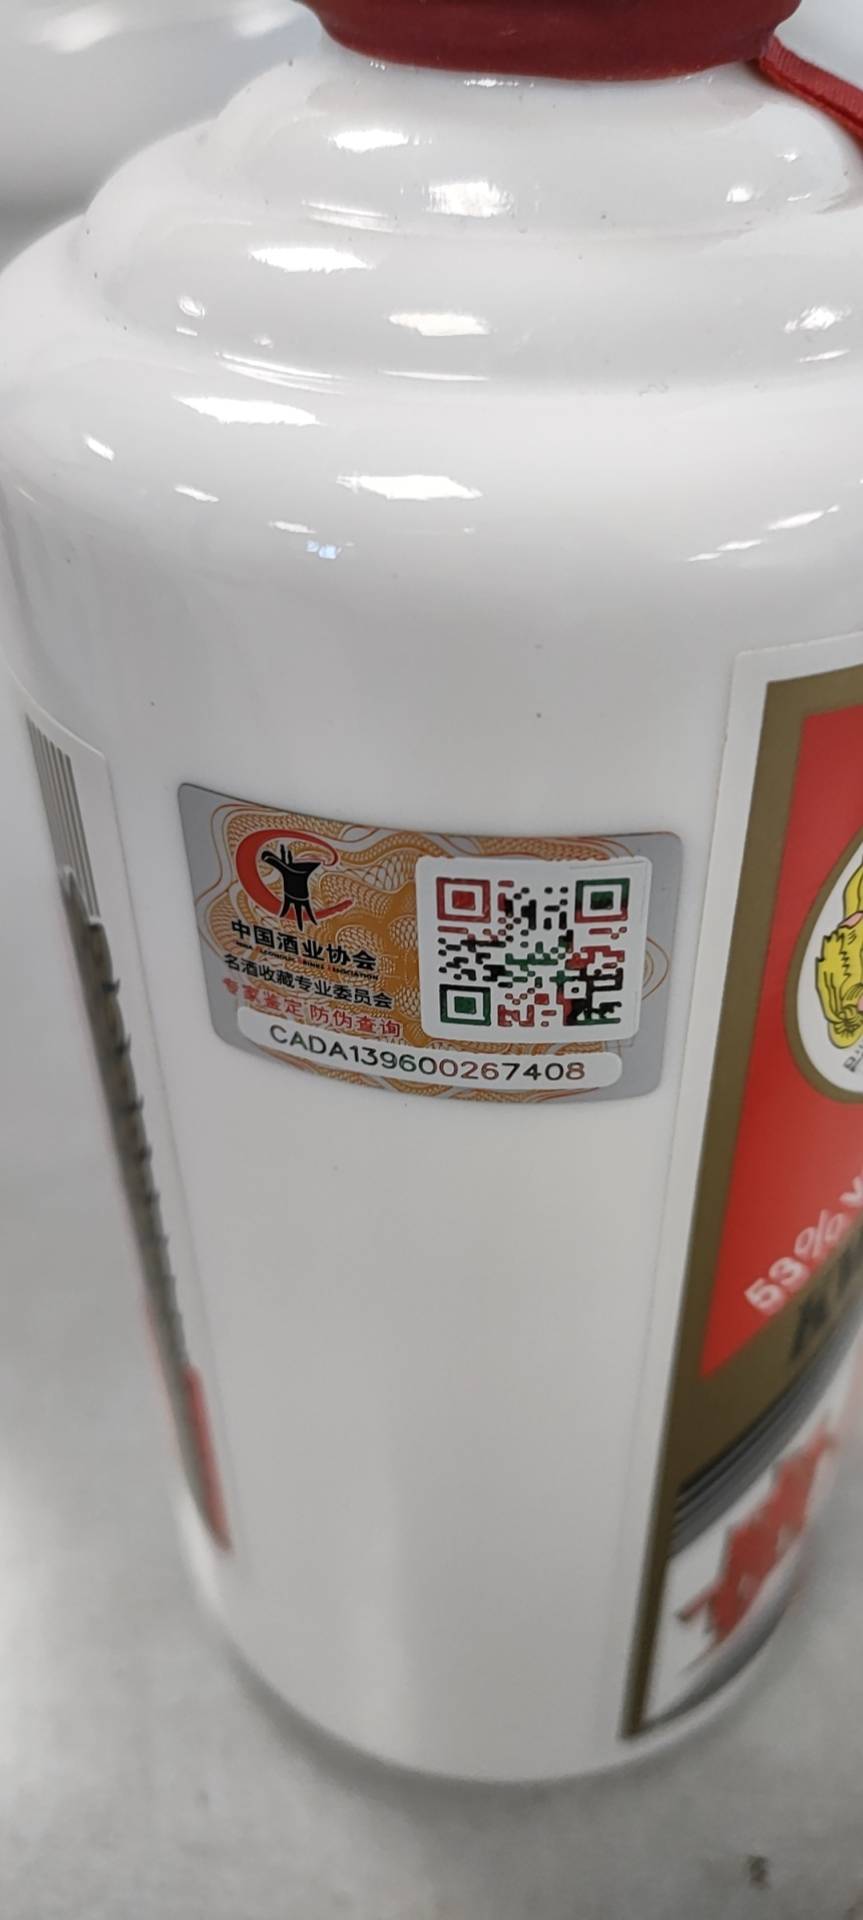 中国酒业协会
名酒收藏专业委员会
专家鉴定 防伪查询
CADA139600267408
53%